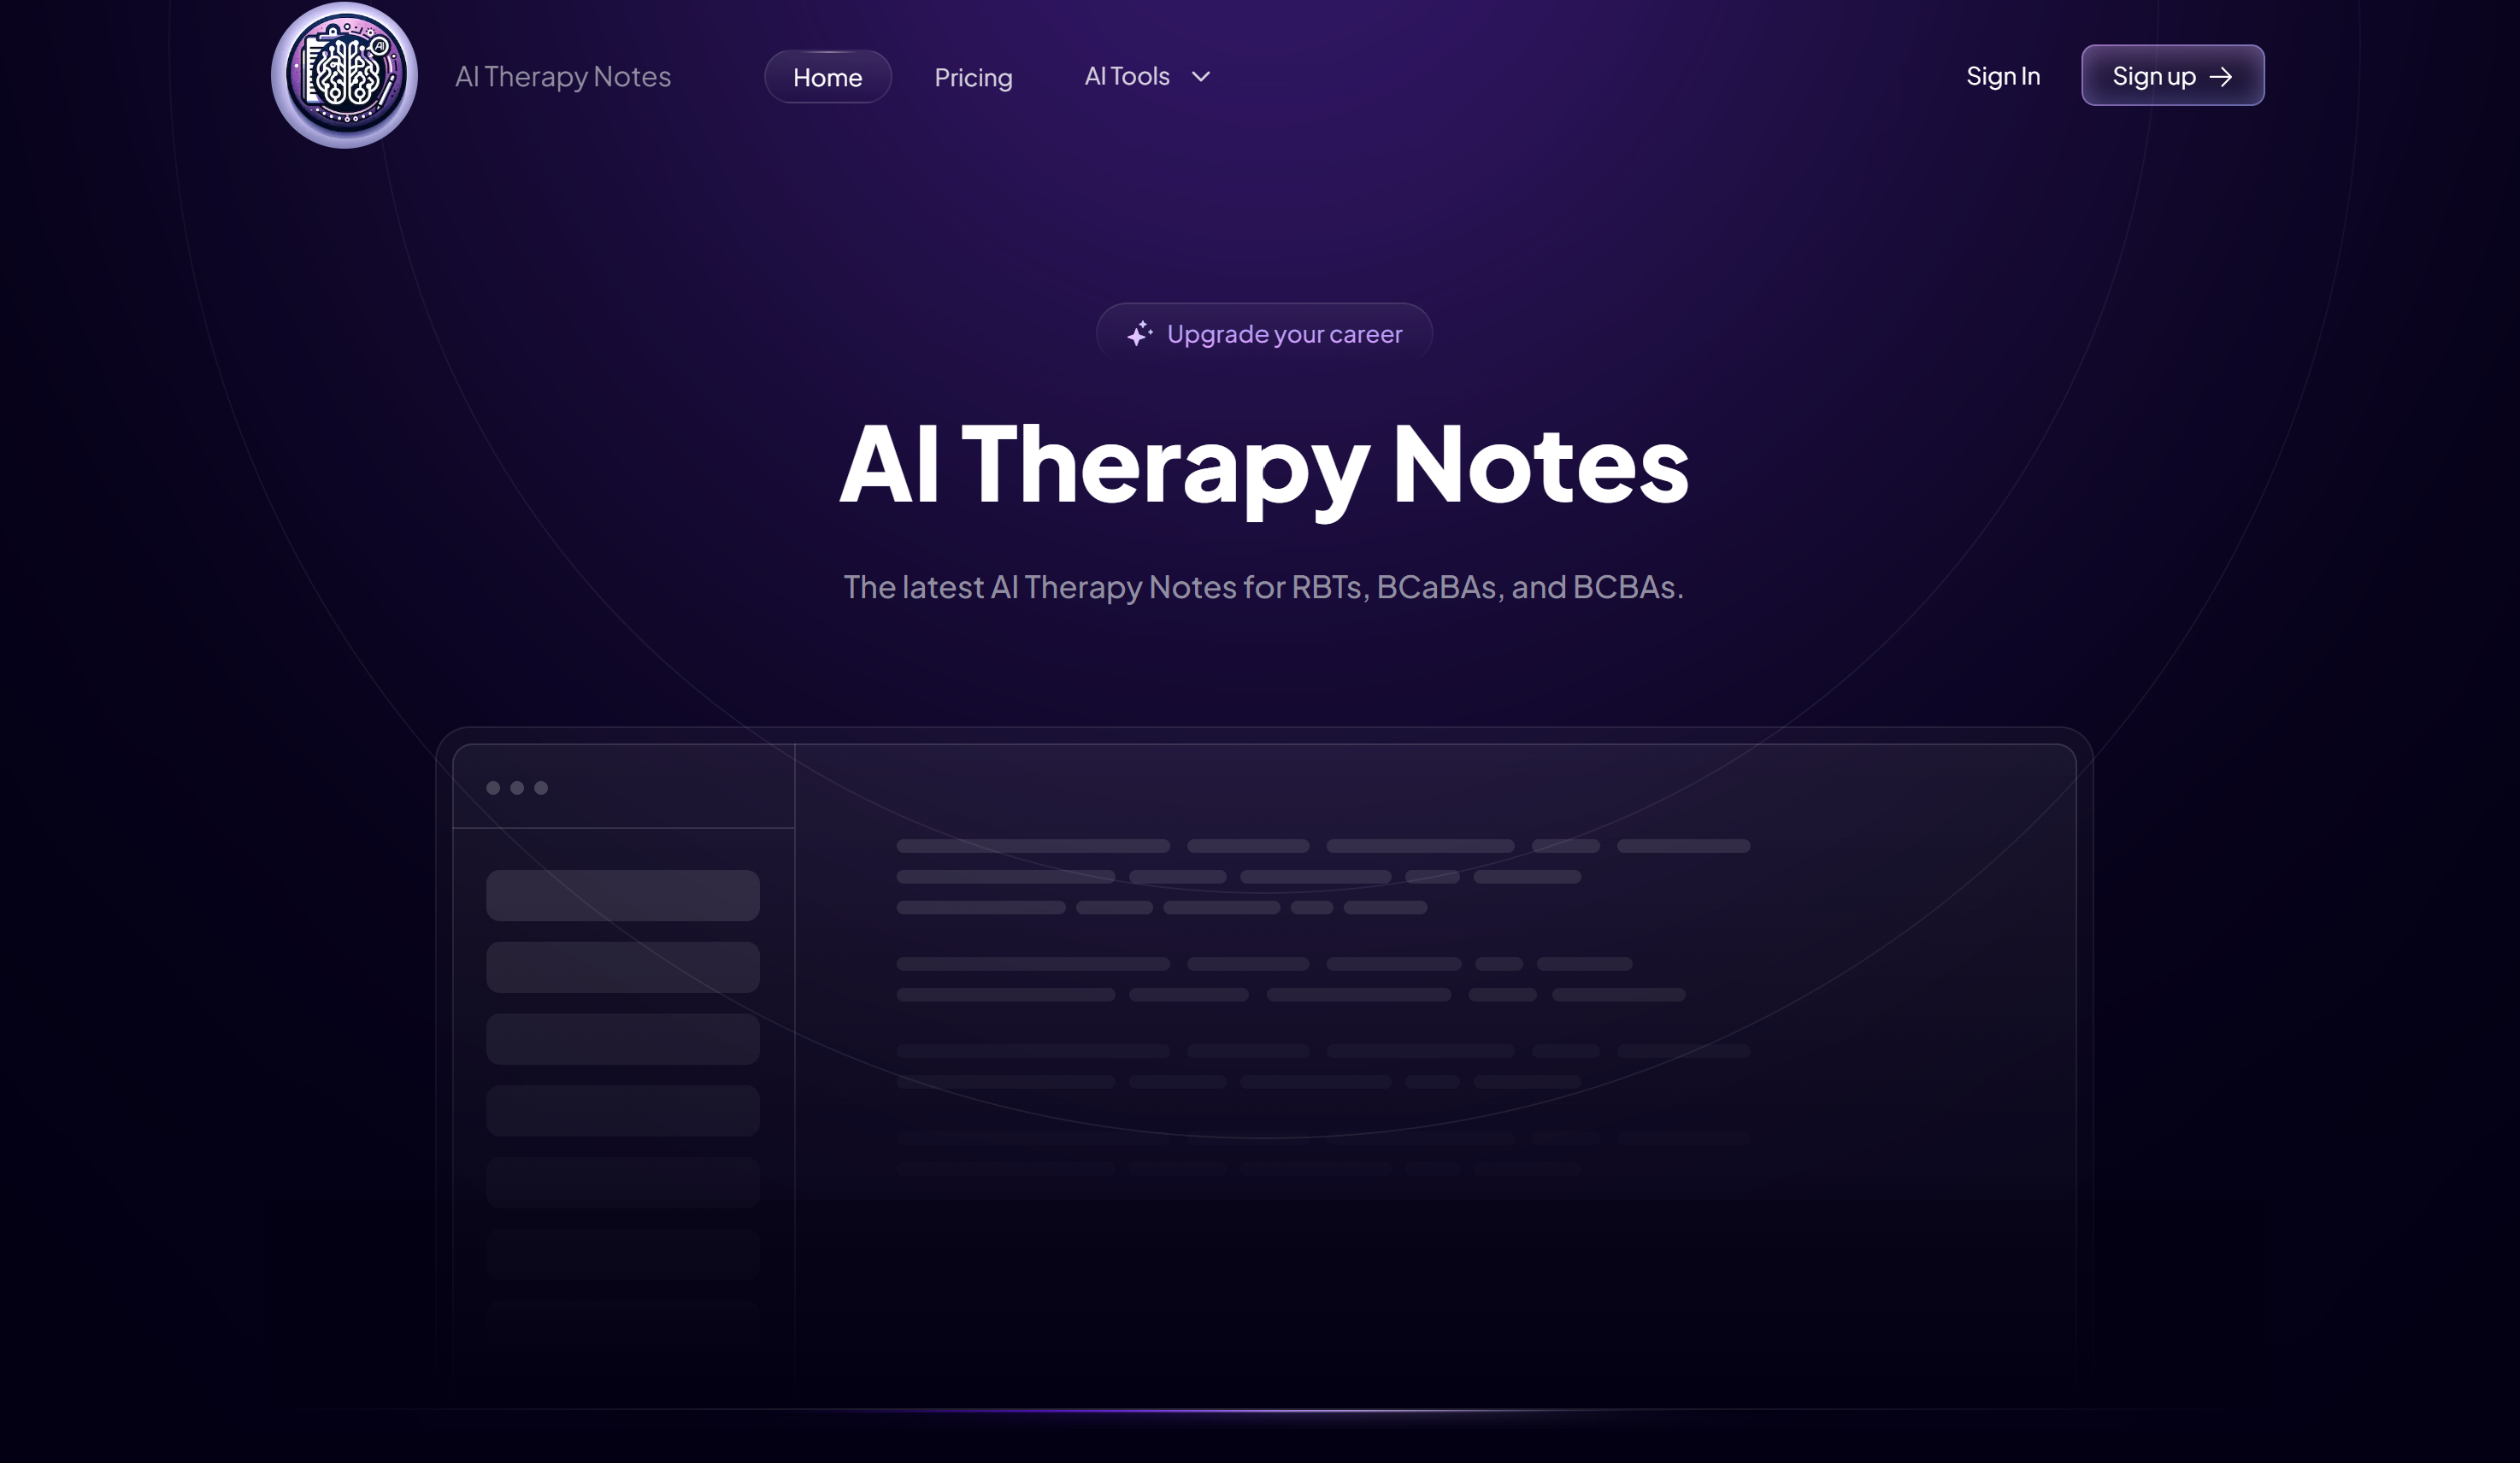 AI
AI Therapy Notes
Home
Pricing
AI Tools
Sign In
Sign up
Upgrade your career
AI Therapy Notes
The latest AI Therapy Notes for RBTs, BCaBAs, and BCBAs.